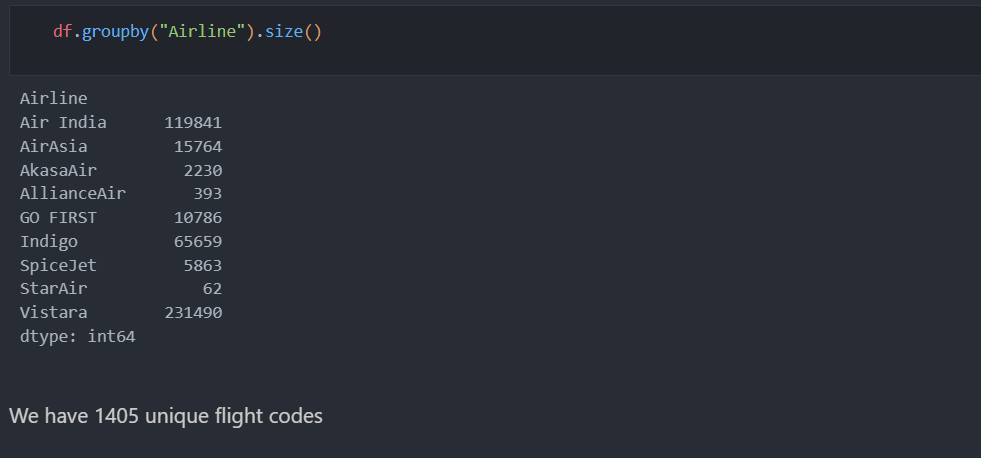 df.groupby("Airline").size()
Airline
Air India      119841
AirAsia         15764
AkasaAir         2230
AllianceAir       393
GO FIRST        10786
Indigo          65659
SpiceJet         5863
StarAir            62
Vistara        231490
dtype: int64
We have 1405 unique flight codes